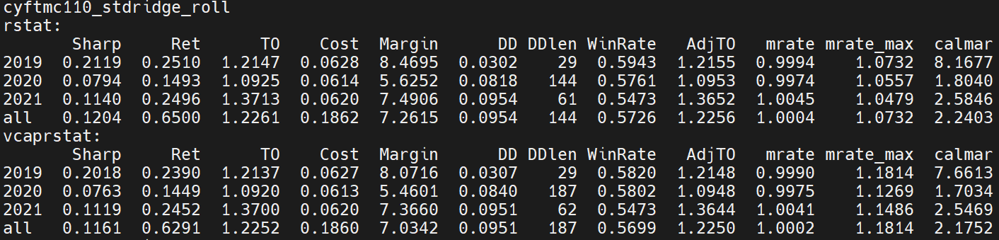 cyftmc110_stdridge_roll
rstat:
Sharp Ret TO Cost Margin DD DDlen WinRate AdjTO mrate mrate_max calmar
2019 0.2119 0.2510 1.2147 0.0628 8.4695 0.0302 29 0.5943 1.2155 0.9994 1.0732 8.1677
2020 0.0794 0.1493 1.0925 0.0614 5.6252 0.0818 144 0.5761 1.0953 0.9974 1.0557 1.8040
2021 0.1140 0.2496 1.3713 0.0620 7.4906 0.0954 61 0.5473 1.3652 1.0045 1.0479 2.5846
all 0.1204 0.6500 1.2261 0.1862 7.2615 0.0954 144 0.5726 1.2256 1.0004 1.0732 2.2403
vcaprstat:
Sharp Ret TO Cost Margin DD DDlen WinRate AdjTO mrate mrate_max calmar
2019 0.2018 0.2390 1.2137 0.0627 8.0716 0.0307 29 0.5820 1.2148 0.9990 1.1814 7.6613
2020 0.0763 0.1449 1.0920 0.0613 5.4601 0.0840 187 0.5802 1.0948 0.9975 1.1269 1.7034
2021 0.1119 0.2452 1.3700 0.0620 7.3660 0.0951 62 0.5473 1.3644 1.0041 1.1486 2.5469
all 0.1161 0.6291 1.2252 0.1860 7.0342 0.0951 187 0.5699 1.2250 1.0002 1.1814 2.1752